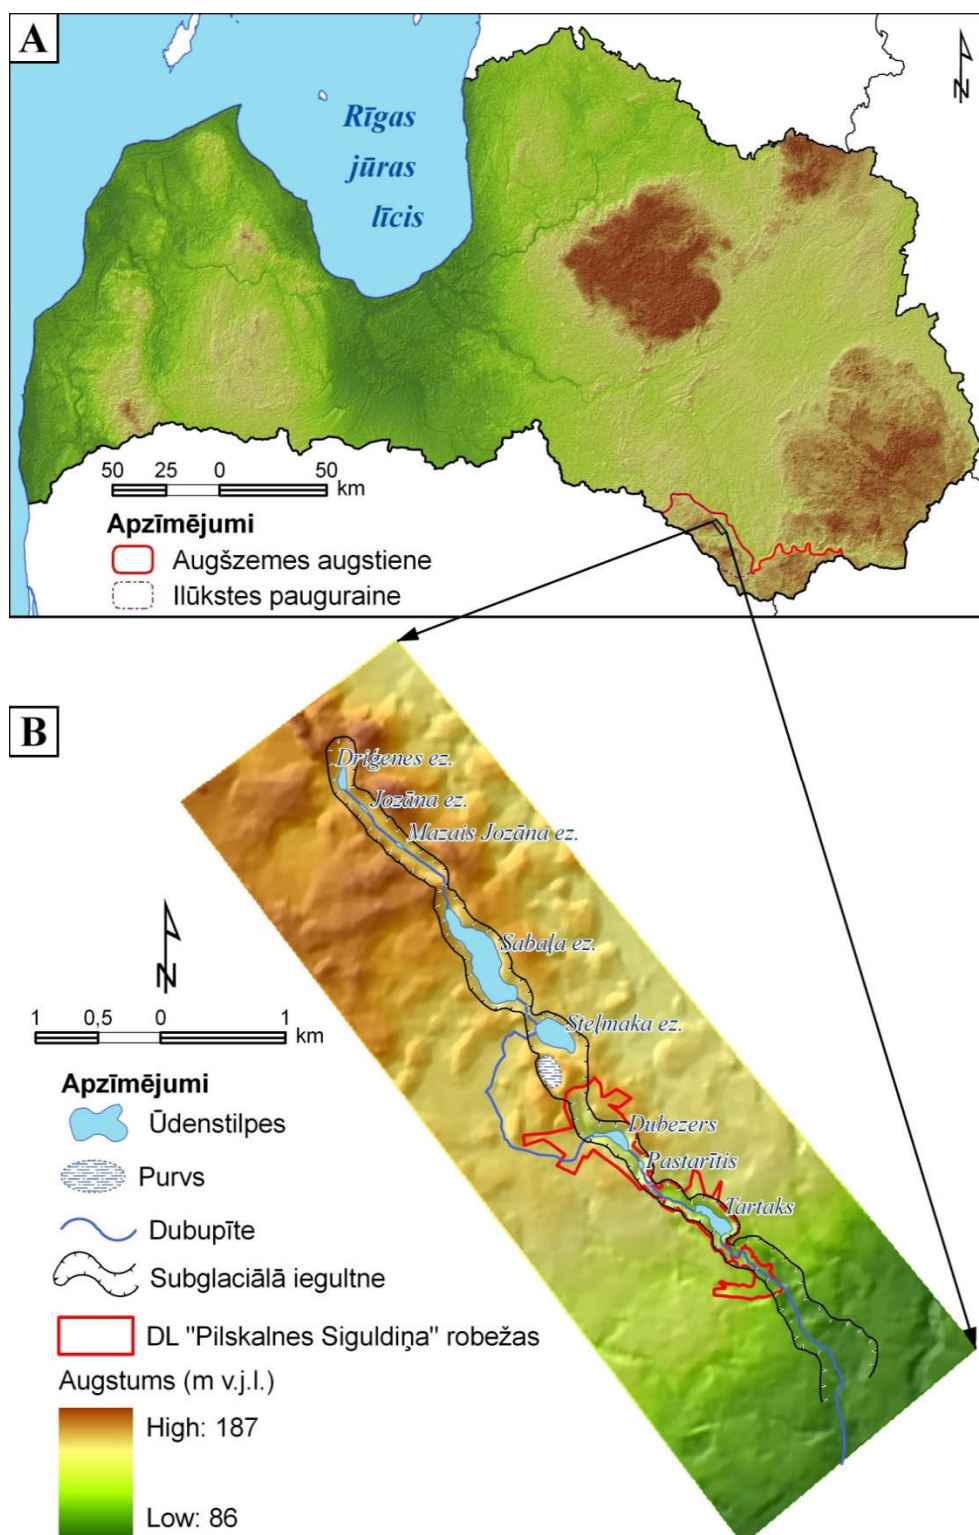 A
Rīgas
jūras
līcis
N
50 25 0 50
km
Apzīmējumi
Augšzemes augstiene
Ilūkstes pauguraine
B
Driģenes ez.
Jozāna ez.
Mazais Jozāna ez.
Sabaļa ez.
Steļmaka ez.
Dubezers
Pastarītis
Tartaks
N
1 0,5 0 1
km
Apzīmējumi
Ūdenstilpes
Purvs
Dubupīte
Subglaciālā iegultne
DL "Pilskalnes Siguldiņa" robežas
Augstums (m v.j.l.)
High: 187
Low: 86